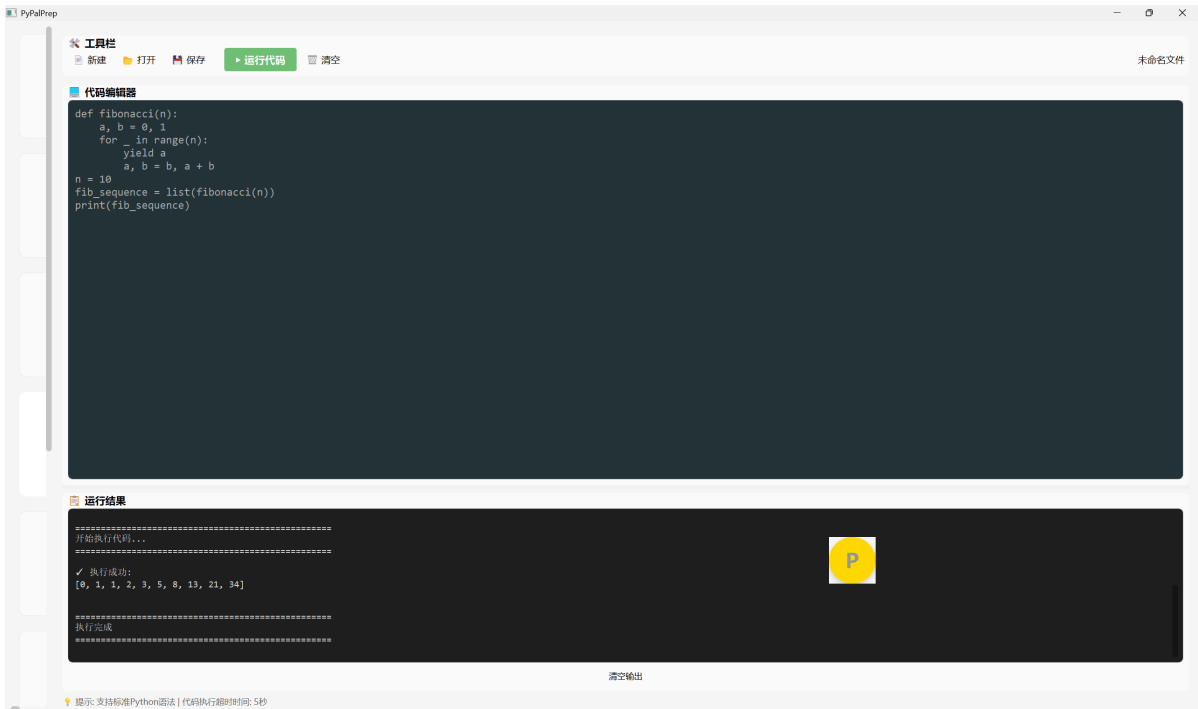 PyPalPrep
🛠 工具栏
新建 打开 保存 ▶ 运行代码 清空 未命名文件
代码编辑器
def fibonacci(n):
    a, b = 0, 1
    for _ in range(n):
        yield a
        a, b = b, a + b
n = 10
fib_sequence = list(fibonacci(n))
print(fib_sequence)
运行结果
==================================================
开始执行代码...
==================================================
✓ 执行成功:
[0, 1, 1, 2, 3, 5, 8, 13, 21, 34]
==================================================
执行完成
==================================================
P
清空输出
提示: 支持标准Python语法 | 代码执行超时时间: 5秒